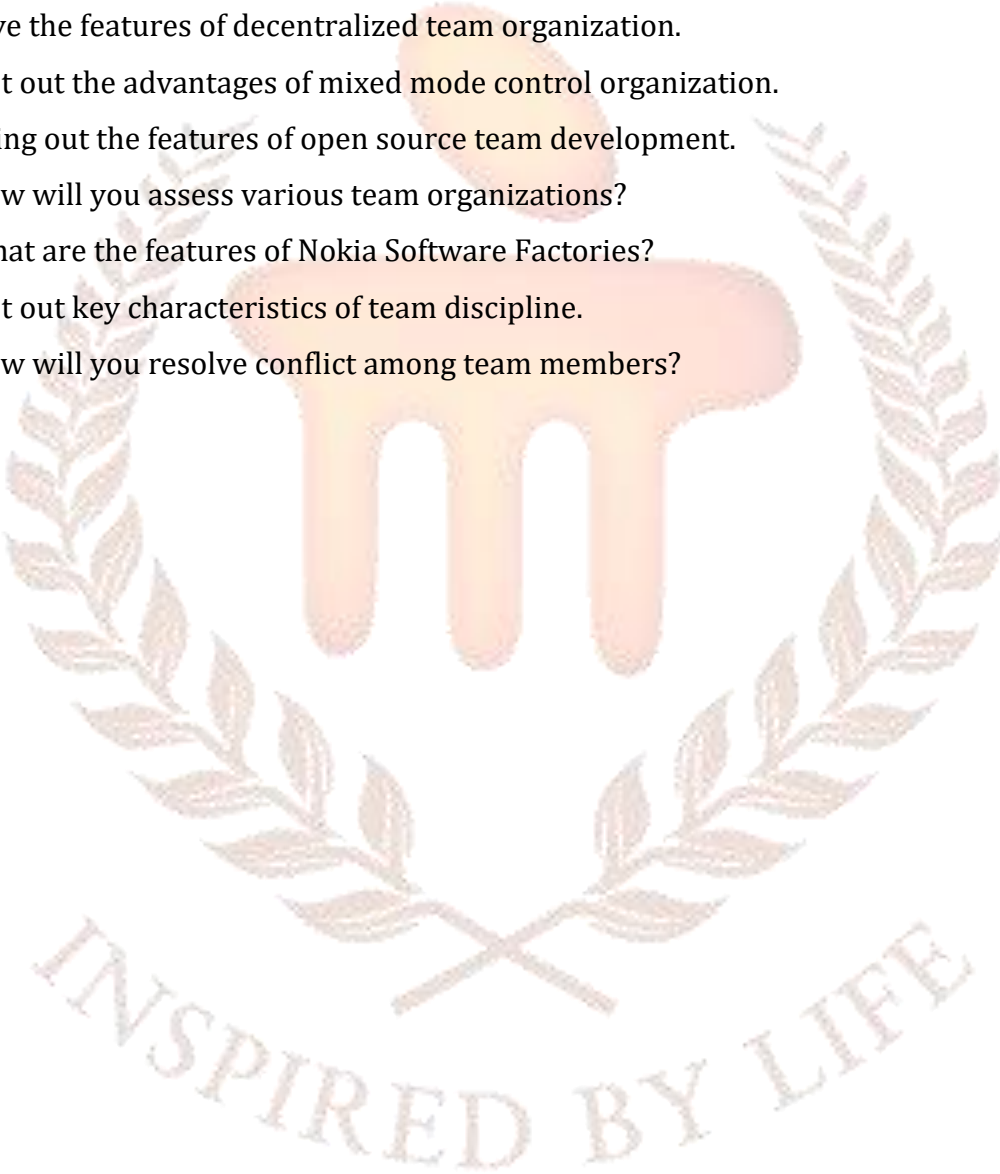 ve the features of decentralized team organization.
t out the advantages of mixed mode control organization.
ing out the features of open source team development.
w will you assess various team organizations?
hat are the features of Nokia Software Factories?
t out key characteristics of team discipline.
w will you resolve conflict among team members?
INSPIRED BY LIFE